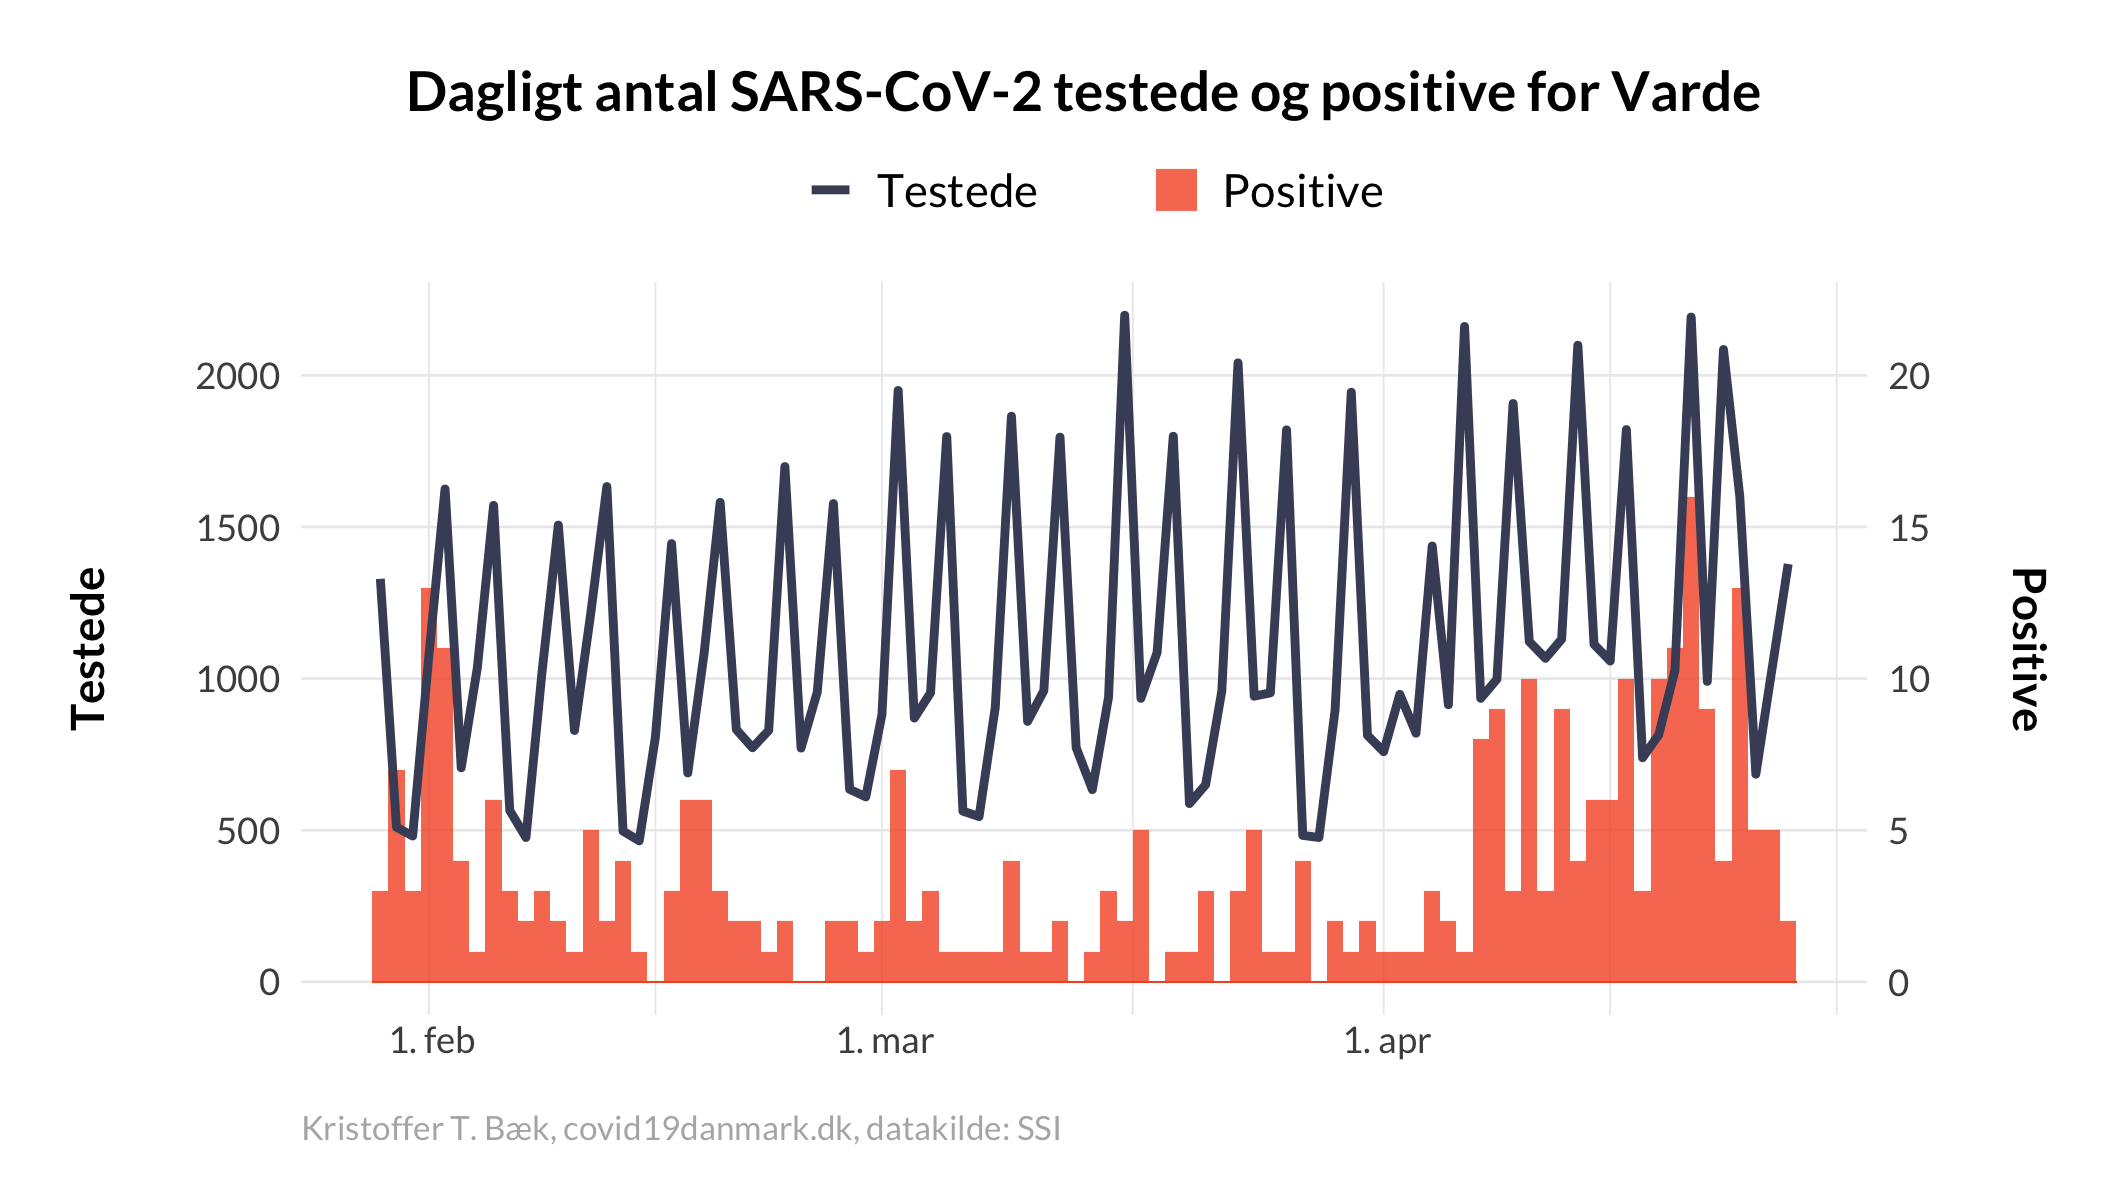 Dagligt antal SARS-CoV-2 testede og positive for Varde
Testede
Positive
Testede
2000
1500
1000
500
0
20
15
10
5
0
Positive
1. feb
1. mar
1. apr
Kristoffer T. Bæk, covid19danmark.dk, datakilde: SSI